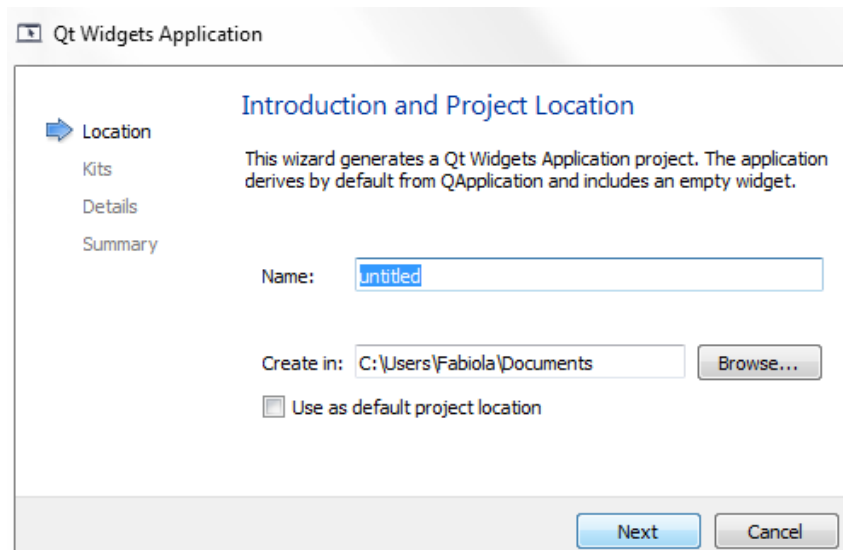 Qt Widgets Application
Introduction and Project Location
Location
Kits
Details
Summary
This wizard generates a Qt Widgets Application project. The application
derives by default from QApplication and includes an empty widget.
Name: untitled
Create in: C:\Users\Fabiola\Documents Browse...
Use as default project location
Next Cancel